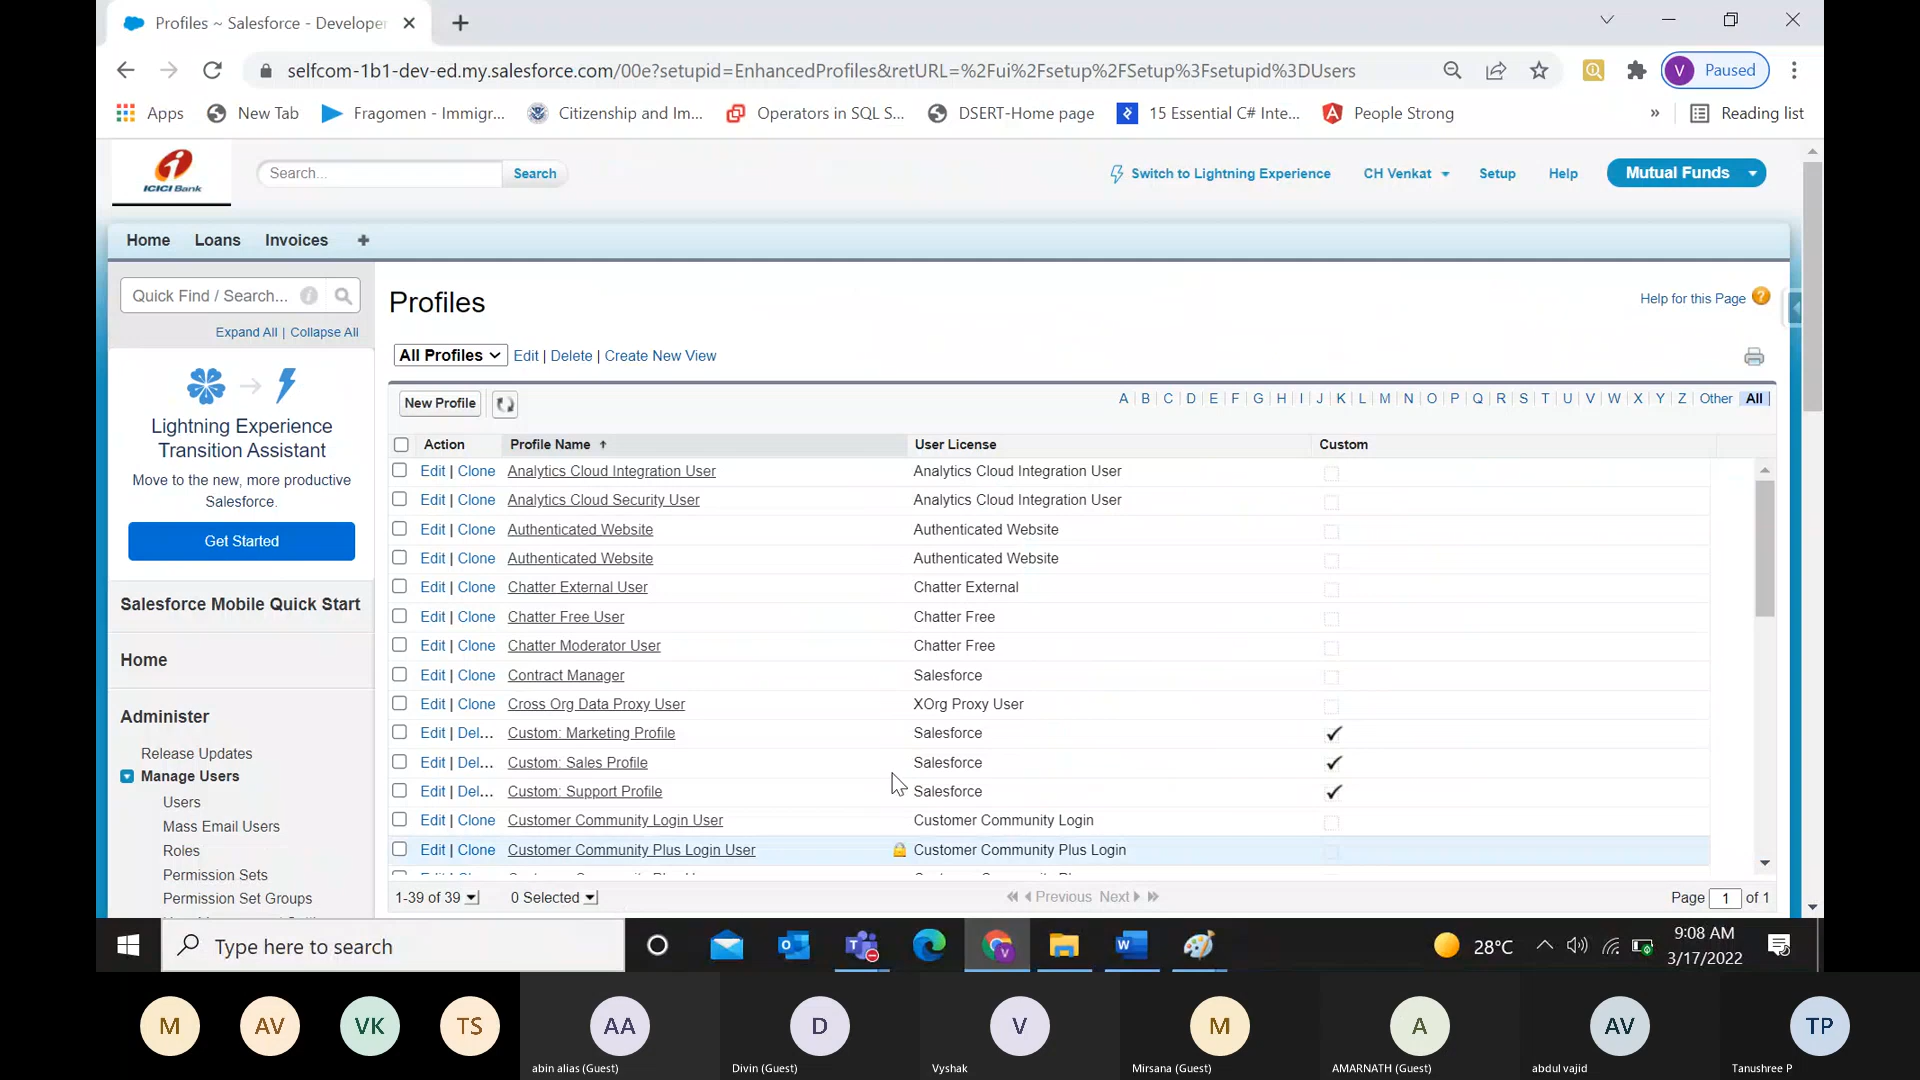 Profiles ~ Salesforce - Developer
selfcom-1b1-dev-ed.my.salesforce.com/00e?setupid=EnhancedProfiles&retURL=%2Fui%2Fsetup%2FSetup%3Fsetupid%3DUsers
V Paused
Apps
New Tab
Fragomen - Immigr...
Citizenship and Im...
Operators in SQL S...
DSERT-Home page
15 Essential C# Inte...
People Strong
»
Reading list
ICICI Bank
Search...
Search
Switch to Lightning Experience
CH Venkat
Setup
Help
Mutual Funds
Home Loans Invoices +
Quick Find / Search...
Expand All | Collapse All
Lightning Experience
Transition Assistant
Move to the new, more productive
Salesforce.
Get Started
Salesforce Mobile Quick Start
Home
Administer
Release Updates
Manage Users
Users
Mass Email Users
Roles
Permission Sets
Permission Set Groups
Profiles
Help for this Page
All Profiles Edit | Delete | Create New View
New Profile
A | B | C | D | E | F | G | H | I | J | K | L | M | N | O | P | Q | R | S | T | U | V | W | X | Y | Z | Other | All
Action Profile Name User License Custom
Edit | Clone Analytics Cloud Integration User Analytics Cloud Integration User
Edit | Clone Analytics Cloud Security User Analytics Cloud Integration User
Edit | Clone Authenticated Website Authenticated Website
Edit | Clone Authenticated Website Authenticated Website
Edit | Clone Chatter External User Chatter External
Edit | Clone Chatter Free User Chatter Free
Edit | Clone Chatter Moderator User Chatter Free
Edit | Clone Contract Manager Salesforce
Edit | Clone Cross Org Data Proxy User XOrg Proxy User
Edit | Del... Custom: Marketing Profile Salesforce
Edit | Del... Custom: Sales Profile Salesforce
Edit | Del... Custom: Support Profile Salesforce
Edit | Clone Customer Community Login User Customer Community Login
Edit | Clone Customer Community Plus Login User Customer Community Plus Login
1-39 of 39 0 Selected Previous Next Page 1 of 1
Type here to search
28°C
9:08 AM
3/17/2022
M
AV
VK
TS
AA
abin alias (Guest)
D
Divin (Guest)
V
Vyshak
M
Mirsana (Guest)
A
AMARNATH (Guest)
AV
abdul vajid
TP
Tanushree P